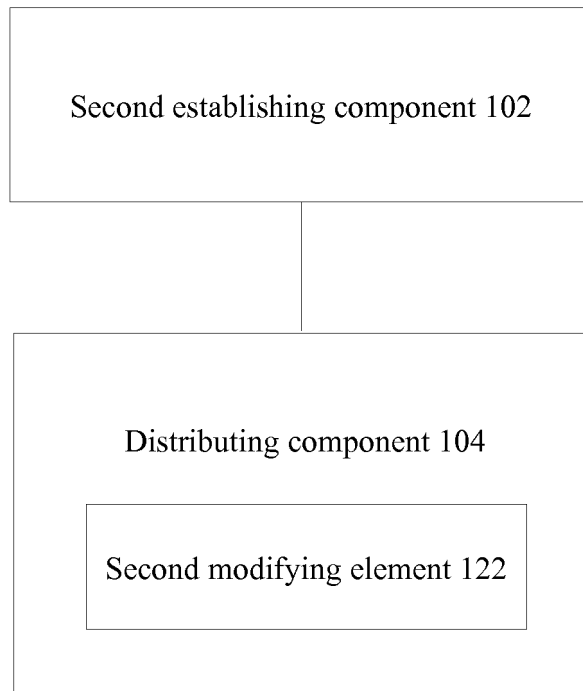 Second establishing component 102
Distributing component 104
Second modifying element 122